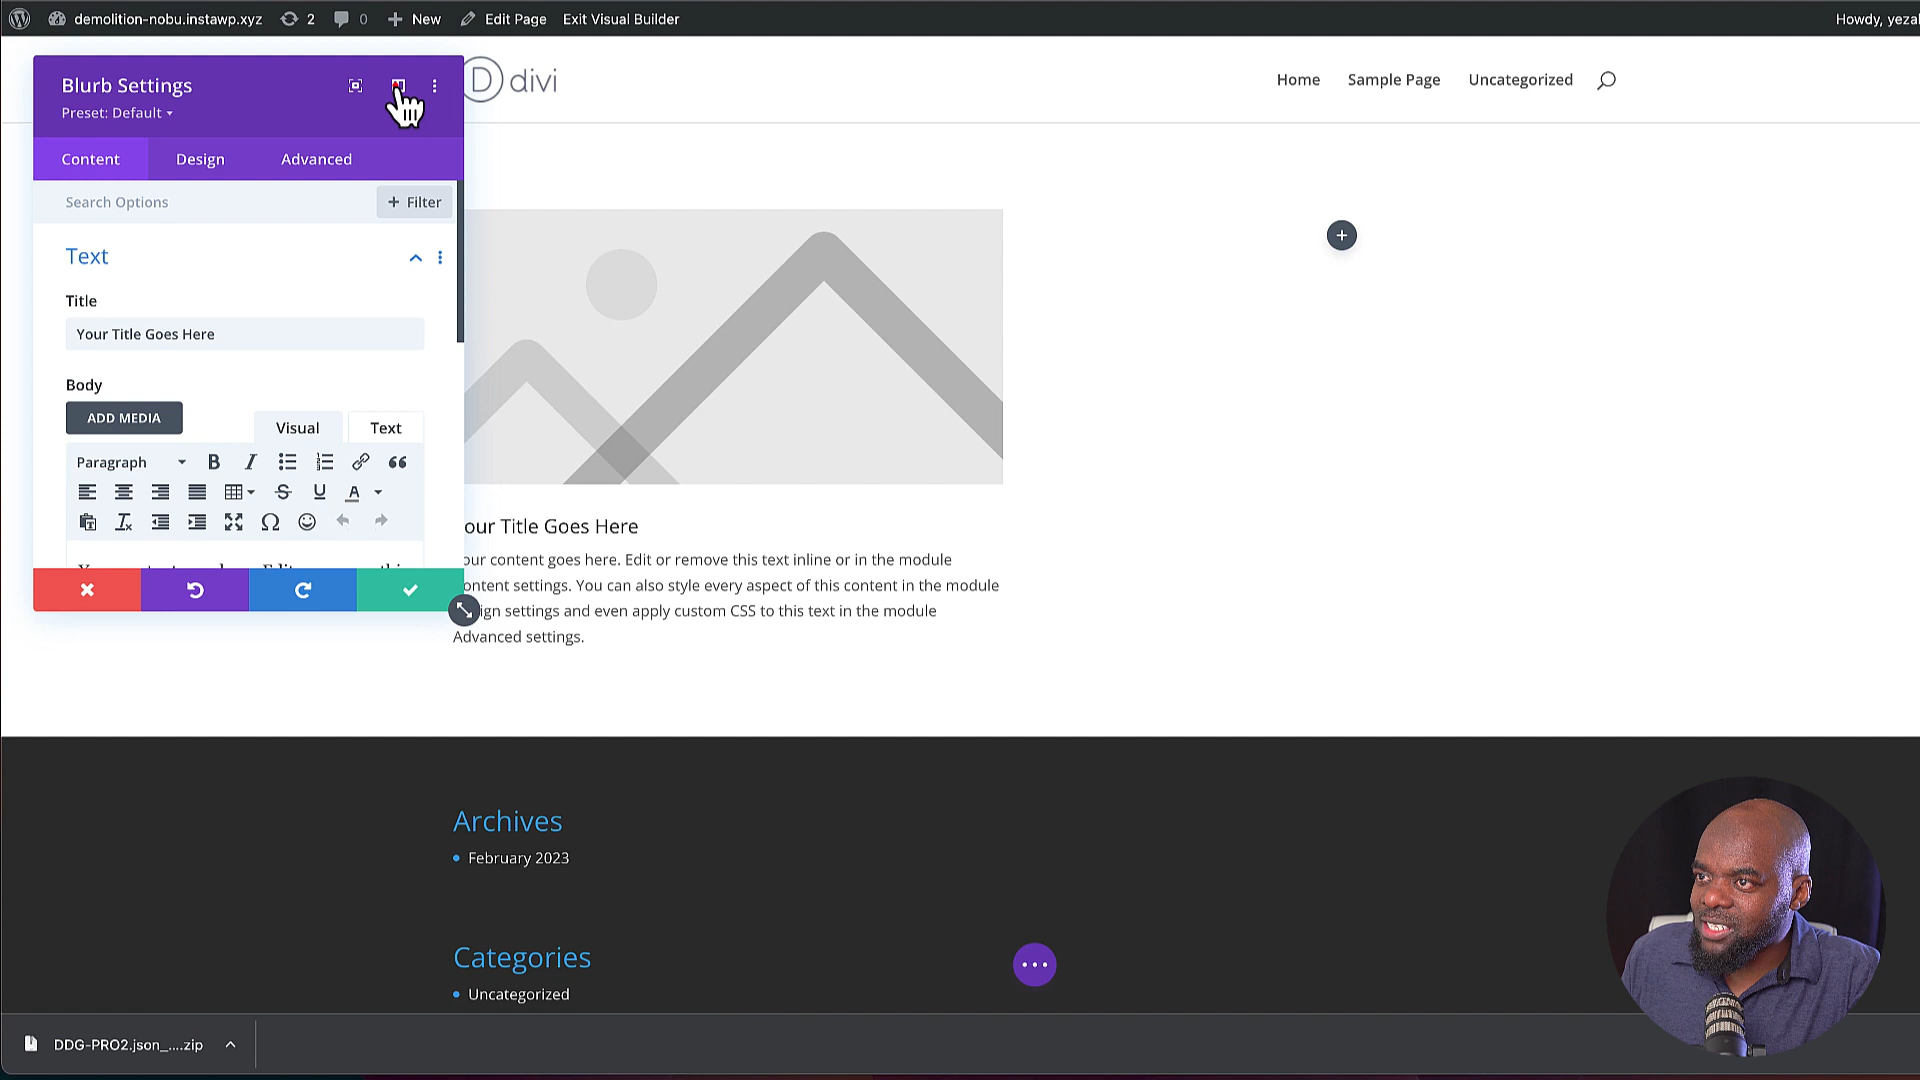 demolition-nobu.instawp.xyz 2 0 New Edit Page Exit Visual Builder Howdy, yezal
Blurb Settings
Preset: Default
D divi
Home Sample Page Uncategorized
Content Design Advanced
Search Options + Filter
Text
Title
Your Title Goes Here
Body
ADD MEDIA
Visual Text
Paragraph
our Title Goes Here
our content goes here. Edit or remove this text inline or in the module
ontent settings. You can also style every aspect of this content in the module
ign settings and even apply custom CSS to this text in the module
Advanced settings.
Archives
February 2023
Categories
Uncategorized
DDG-PRO2.json_....zip